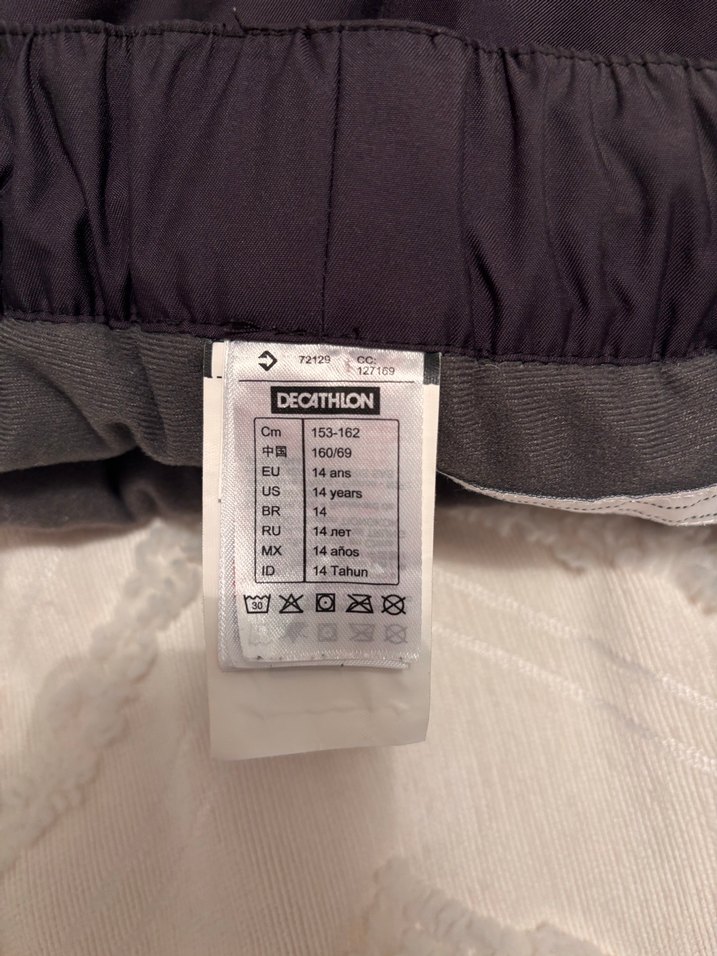 72129 CC: 127169
DECATHLON
Cm 153-162
中国 160/69
EU 14 ans
US 14 years
BR 14
RU 14 лет
MX 14 años
ID 14 Tahun
30